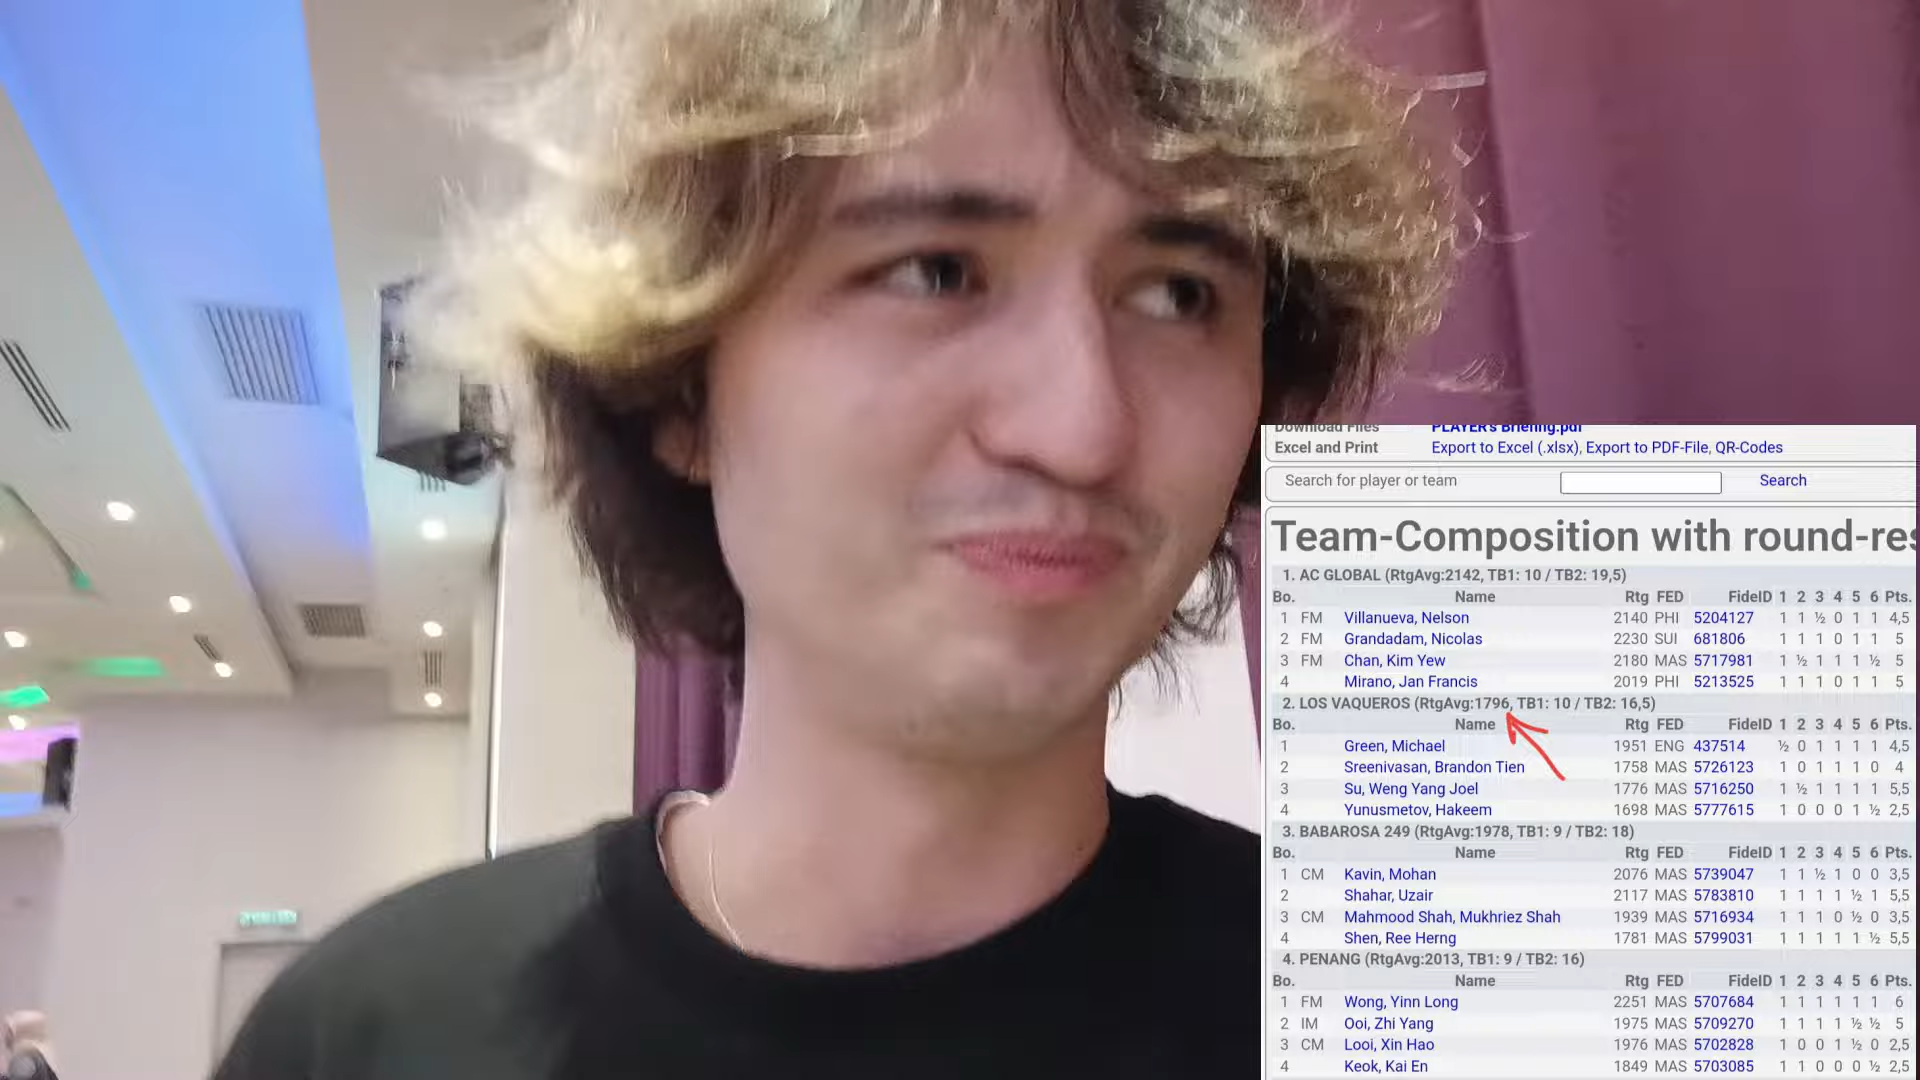 Download Files PLAYER's Briefing.pdf
Excel and Print Export to Excel (.xlsx), Export to PDF-File, QR-Codes
Search for player or team Search
Team-Composition with round-res
1. AC GLOBAL (RtgAvg:2142, TB1: 10 / TB2: 19,5)
Bo. Name Rtg FED FideID 1 2 3 4 5 6 Pts.
1 FM Villanueva, Nelson 2140 PHI 5204127 1 1 ½ 0 1 1 4,5
2 FM Grandadam, Nicolas 2230 SUI 681806 1 1 1 0 1 1 5
3 FM Chan, Kim Yew 2180 MAS 5717981 1 ½ 1 1 1 ½ 5
4 Mirano, Jan Francis 2019 PHI 5213525 1 1 1 0 1 1 5
2. LOS VAQUEROS (RtgAvg:1796, TB1: 10 / TB2: 16,5)
Bo. Name Rtg FED FideID 1 2 3 4 5 6 Pts.
1 Green, Michael 1951 ENG 437514 ½ 0 1 1 1 1 4,5
2 Sreenivasan, Brandon Tien 1758 MAS 5726123 1 0 1 1 1 0 4
3 Su, Weng Yang Joel 1776 MAS 5716250 1 ½ 1 1 1 1 5,5
4 Yunusmetov, Hakeem 1698 MAS 5777615 1 0 0 0 1 ½ 2,5
3. BABAROSA 249 (RtgAvg:1978, TB1: 9 / TB2: 18)
Bo. Name Rtg FED FideID 1 2 3 4 5 6 Pts.
1 CM Kavin, Mohan 2076 MAS 5739047 1 1 ½ 1 0 0 3,5
2 Shahar, Uzair 2117 MAS 5783810 1 1 1 1 ½ 1 5,5
3 CM Mahmood Shah, Mukhriez Shah 1939 MAS 5716934 1 1 1 0 ½ 0 3,5
4 Shen, Ree Herng 1781 MAS 5799031 1 1 1 1 1 ½ 5,5
4. PENANG (RtgAvg:2013, TB1: 9 / TB2: 16)
Bo. Name Rtg FED FideID 1 2 3 4 5 6 Pts.
1 FM Wong, Yinn Long 2251 MAS 5707684 1 1 1 1 1 1 6
2 IM Ooi, Zhi Yang 1975 MAS 5709270 1 1 1 1 ½ ½ 5
3 CM Looi, Xin Hao 1976 MAS 5702828 1 0 0 1 ½ 0 2,5
4 Keok, Kai En 1849 MAS 5703085 1 1 0 0 0 ½ 2,5